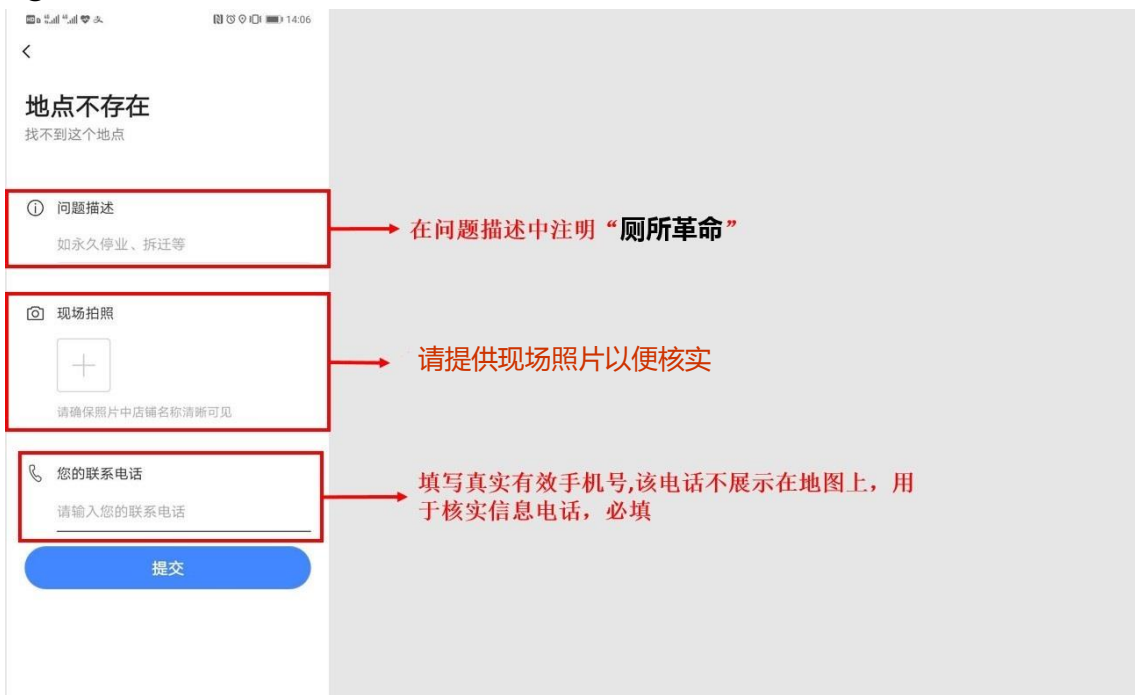 14:06
地点不存在
找不到这个地点
问题描述
如永久停业、拆迁等
在问题描述中注明“厕所革命”
现场拍照
请提供现场照片以便核实
请确保照片中店铺名称清晰可见
您的联系电话
请输入您的联系电话
填写真实有效手机号,该电话不展示在地图上，用
于核实信息电话，必填
提交